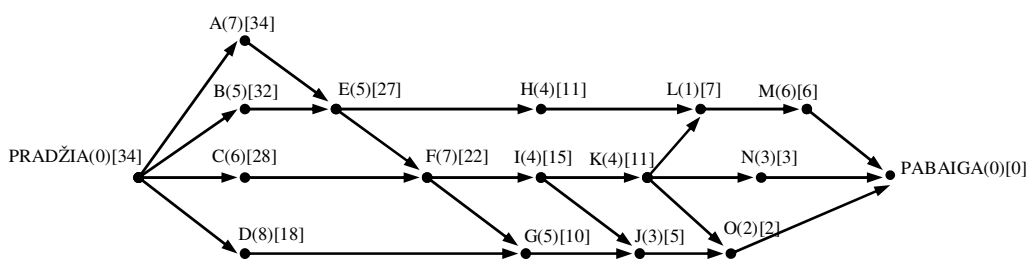 A(7)[34]
B(5)[32] E(5)[27] H(4)[11] L(1)[7] M(6)[6]
PRADŽIA(0)[34] C(6)[28] F(7)[22] I(4)[15] K(4)[11] N(3)[3] PABAIGA(0)[0]
D(8)[18] G(5)[10] J(3)[5] O(2)[2]